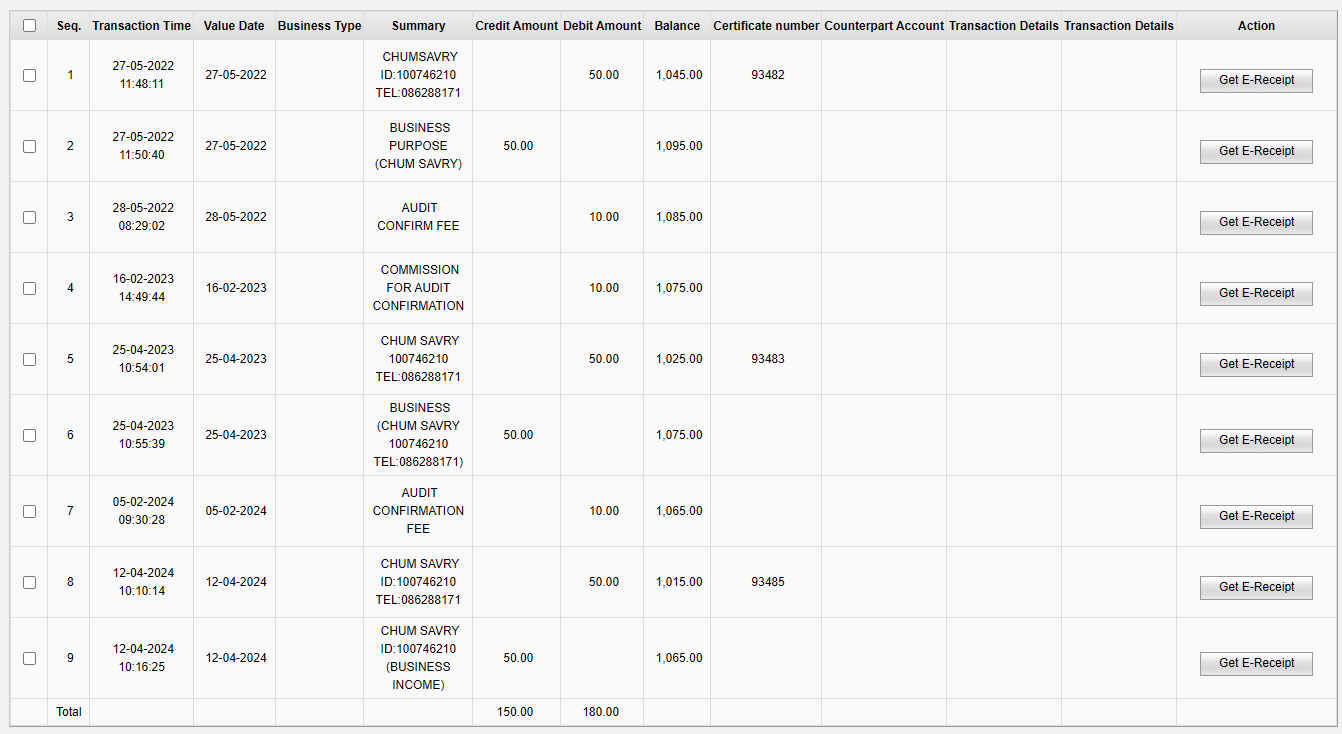 Seq. Transaction Time Value Date Business Type Summary Credit Amount Debit Amount Balance Certificate number Counterpart Account Transaction Details Transaction Details Action
1 27-05-2022 11:48:11 27-05-2022 CHUMSAVRY ID:100746210 TEL:086288171 50.00 1,045.00 93482 Get E-Receipt
2 27-05-2022 11:50:40 27-05-2022 BUSINESS PURPOSE (CHUM SAVRY) 50.00 1,095.00 Get E-Receipt
3 28-05-2022 08:29:02 28-05-2022 AUDIT CONFIRM FEE 10.00 1,085.00 Get E-Receipt
4 16-02-2023 14:49:44 16-02-2023 COMMISSION FOR AUDIT CONFIRMATION 10.00 1,075.00 Get E-Receipt
5 25-04-2023 10:54:01 25-04-2023 CHUM SAVRY 100746210 TEL:086288171 50.00 1,025.00 93483 Get E-Receipt
6 25-04-2023 10:55:39 25-04-2023 BUSINESS (CHUM SAVRY 100746210 TEL:086288171) 50.00 1,075.00 Get E-Receipt
7 05-02-2024 09:30:28 05-02-2024 AUDIT CONFIRMATION FEE 10.00 1,065.00 Get E-Receipt
8 12-04-2024 10:10:14 12-04-2024 CHUM SAVRY ID:100746210 TEL:086288171 50.00 1,015.00 93485 Get E-Receipt
9 12-04-2024 10:16:25 12-04-2024 CHUM SAVRY ID:100746210 (BUSINESS INCOME) 50.00 1,065.00 Get E-Receipt
Total 150.00 180.00